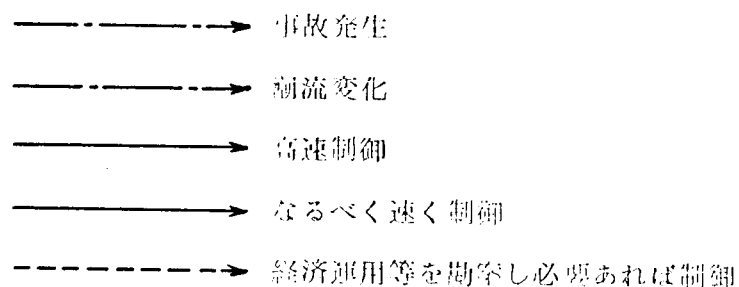 事故発生
潮流変化
高速制御
なるべく速く制御
経済運用等を勘案し必要あれば制御